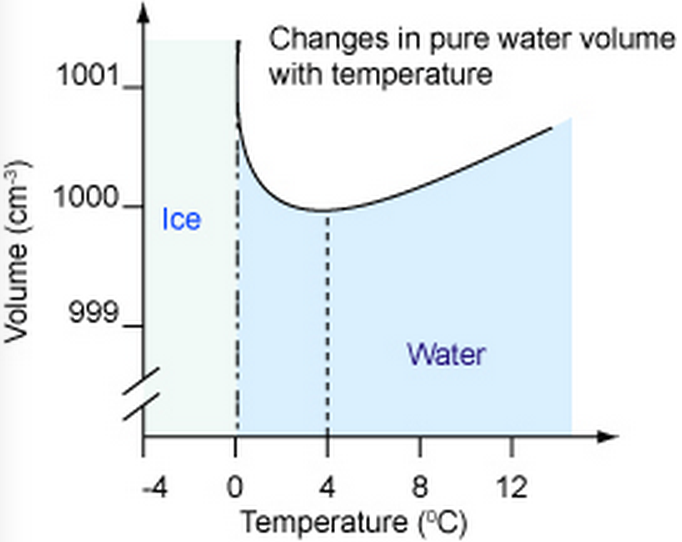 Changes in pure water volume
with temperature
1001
1000
999
Volume (cm⁻³)
Ice
Water
-4 0 4 8 12
Temperature (⁰C)